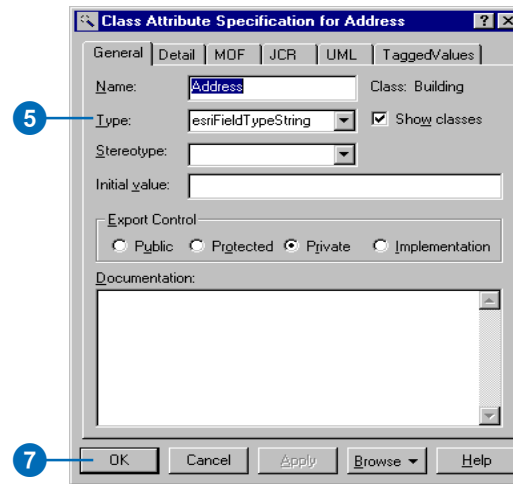 Class Attribute Specification for Address
General Detail MOF JCR UML TaggedValues
Name: Address Class: Building
5 Type: esriFieldTypeString Show classes
Stereotype:
Initial value:
Export Control
Public Protected Private Implementation
Documentation:
7 OK Cancel Apply Browse Help